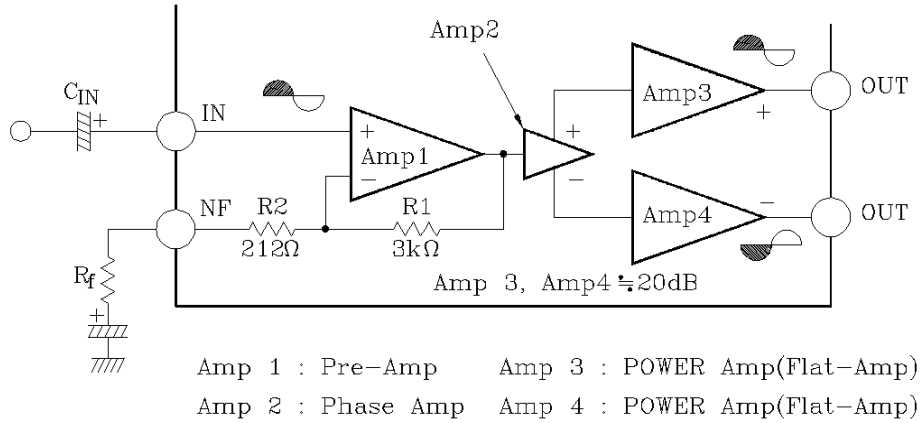 Amp2
CIN
+
IN
+
Amp1
−
+
−
Amp3
+
OUT
NF
R2
212Ω
R1
3kΩ
Amp4
−
OUT
Rf
+
Amp 3, Amp4≒20dB
Amp 1 : Pre−Amp Amp 3 : POWER Amp(Flat−Amp)
Amp 2 : Phase Amp Amp 4 : POWER Amp(Flat−Amp)